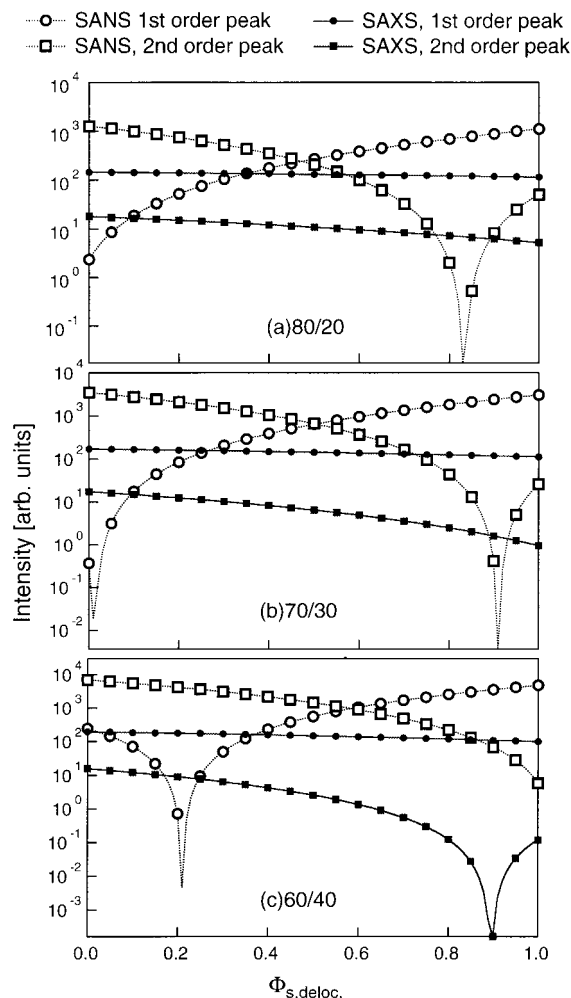 SANS 1st order peak
SAXS, 1st order peak
SANS, 2nd order peak
SAXS, 2nd order peak
10^4
10^3
10^2
10^1
10^0
10^-1
(a)80/20
4
10
10^3
10^2
10^1
10^0
10^-1
10^-2
(b)70/30
Intensity [arb. units]
10^4
10^3
10^2
10^1
10^0
10^-1
10^-2
10^-3
(c)60/40
0.0 0.2 0.4 0.6 0.8 1.0
Φs,deloc.